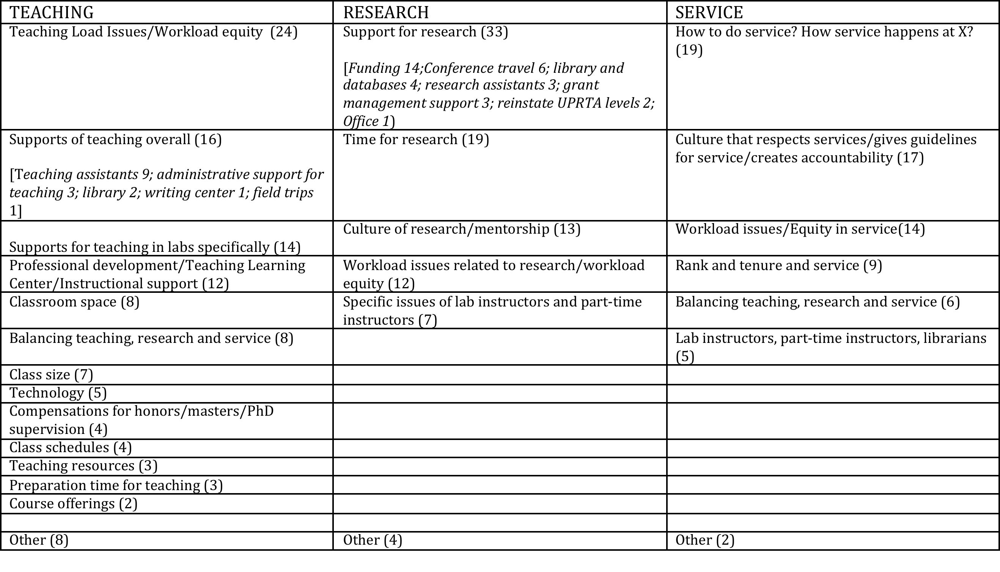 TEACHING
RESEARCH
SERVICE
Teaching Load Issues/Workload equity  (24)
Support for research (33)
[Funding 14;Conference travel 6; library and
databases 4; research assistants 3; grant
management support 3; reinstate UPRTA levels 2;
Office 1)
How to do service? How service happens at X?
(19)
Supports of teaching overall (16)
[Teaching assistants 9; administrative support for
teaching 3; library 2; writing center 1; field trips
1]
Time for research (19)
Culture that respects services/gives guidelines
for service/creates accountability (17)
Supports for teaching in labs specifically (14)
Culture of research/mentorship (13)
Workload issues/Equity in service(14)
Professional development/Teaching Learning
Center/Instructional support (12)
Workload issues related to research/workload
equity (12)
Rank and tenure and service (9)
Classroom space (8)
Specific issues of lab instructors and part-time
instructors (7)
Balancing teaching, research and service (6)
Balancing teaching, research and service (8)
Lab instructors, part-time instructors, librarians
(5)
Class size (7)
Technology (5)
Compensations for honors/masters/PhD
supervision (4)
Class schedules (4)
Teaching resources (3)
Preparation time for teaching (3)
Course offerings (2)
Other (8)
Other (4)
Other (2)